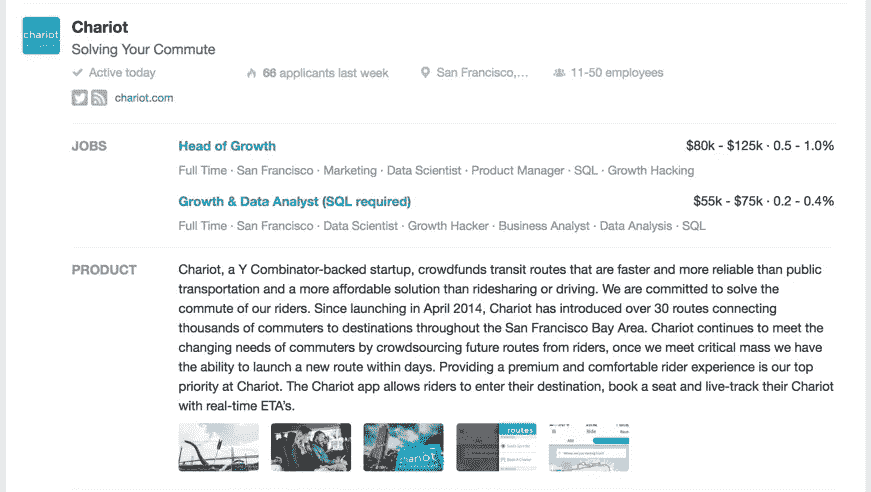 chariot
Chariot
Solving Your Commute
Active today
66 applicants last week
San Francisco,...
11-50 employees
chariot.com
JOBS
Head of Growth
$80k - $125k · 0.5 - 1.0%
Full Time · San Francisco · Marketing · Data Scientist · Product Manager · SQL · Growth Hacking
Growth & Data Analyst (SQL required)
$55k - $75k · 0.2 - 0.4%
Full Time · San Francisco · Data Scientist · Growth Hacker · Business Analyst · Data Analysis · SQL
PRODUCT
Chariot, a Y Combinator-backed startup, crowdfunds transit routes that are faster and more reliable than public
transportation and a more affordable solution than ridesharing or driving. We are committed to solve the
commute of our riders. Since launching in April 2014, Chariot has introduced over 30 routes connecting
thousands of commuters to destinations throughout the San Francisco Bay Area. Chariot continues to meet the
changing needs of commuters by crowdsourcing future routes from riders, once we meet critical mass we have
the ability to launch a new route within days. Providing a premium and comfortable rider experience is our top
priority at Chariot. The Chariot app allows riders to enter their destination, book a seat and live-track their Chariot
with real-time ETA's.
chariot
routes